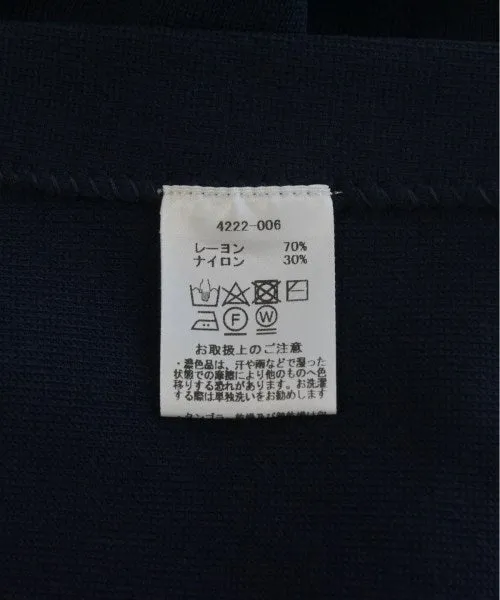 4222-006
レーヨン 70%
ナイロン 30%
F W
お取扱上のご注意
・濃色品は、汗や雨などで湿った
状態での摩擦により他のものへ色
移りする恐れがあります。お洗濯
する際は単独洗いをお勧めします